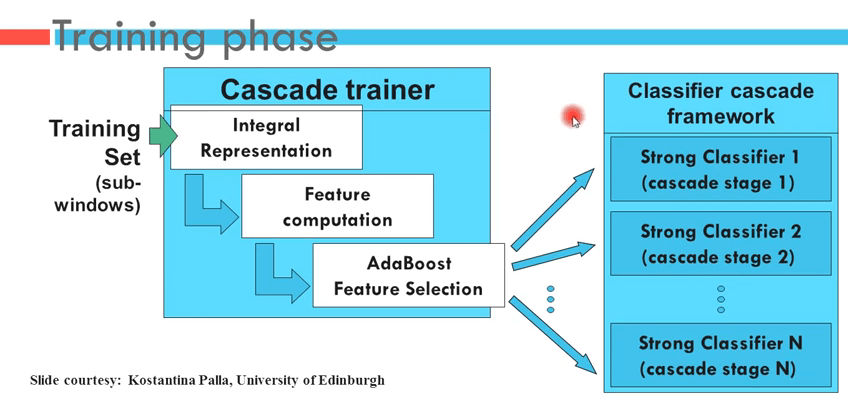 Training phase
Cascade trainer
Training
Set
(sub-
windows)
Integral
Representation
Feature
computation
AdaBoost
Feature Selection
Classifier cascade
framework
Strong Classifier 1
(cascade stage 1)
Strong Classifier 2
(cascade stage 2)
Strong Classifier N
(cascade stage N)
Slide courtesy: Kostantina Palla, University of Edinburgh